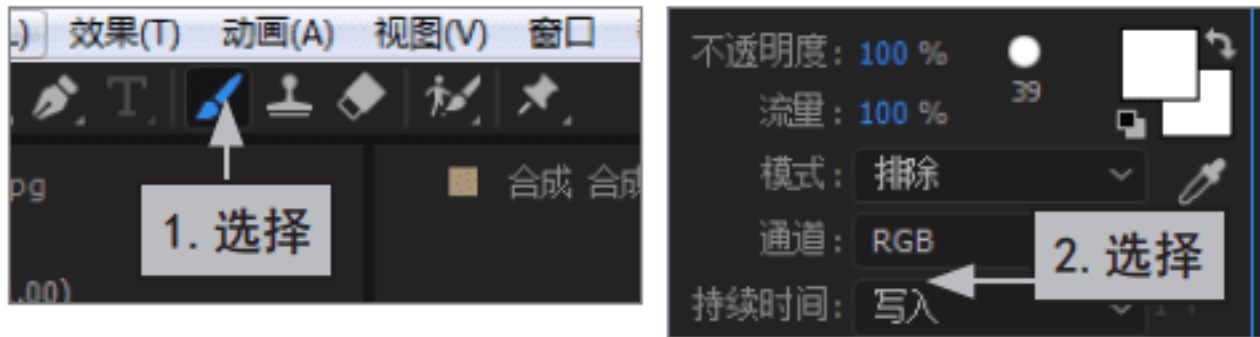 效果(T) 动画(A) 视图(V) 窗口
T
pg
合成 合成
1. 选择
.00)
不透明度: 100 %
39
流量: 100 %
模式: 排除
通道: RGB
2. 选择
持续时间: 写入